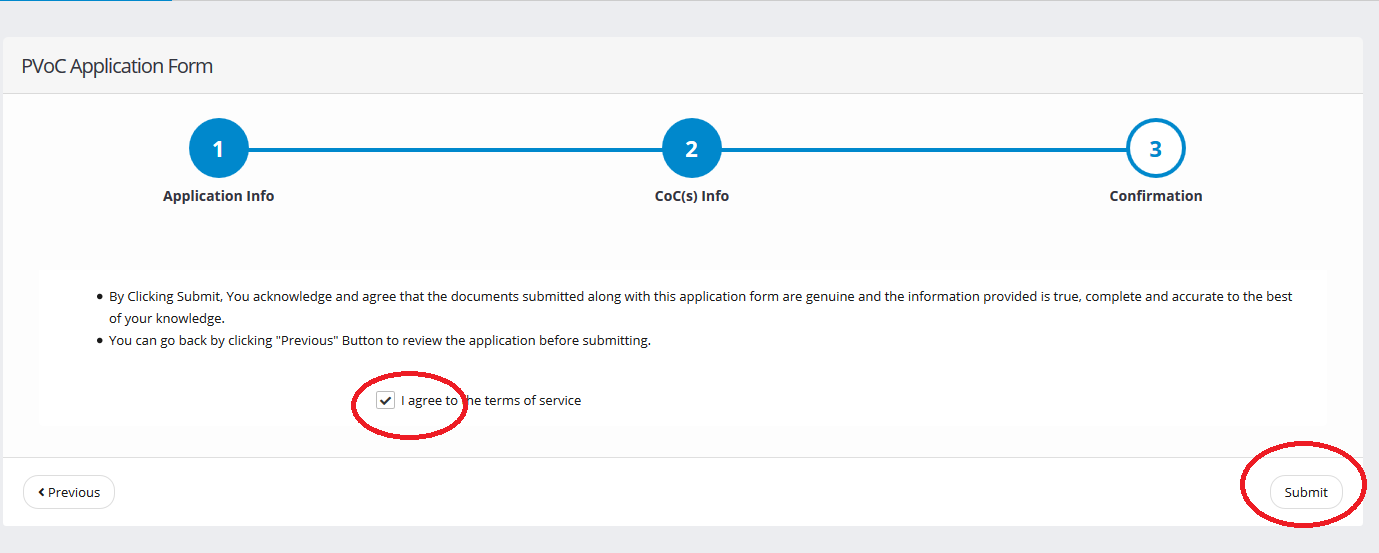 PVoC Application Form
1
2
3
Application Info
CoC(s) Info
Confirmation
• By Clicking Submit, You acknowledge and agree that the documents submitted along with this application form are genuine and the information provided is true, complete and accurate to the best
of your knowledge.
• You can go back by clicking "Previous" Button to review the application before submitting.
I agree to the terms of service
Previous
Submit